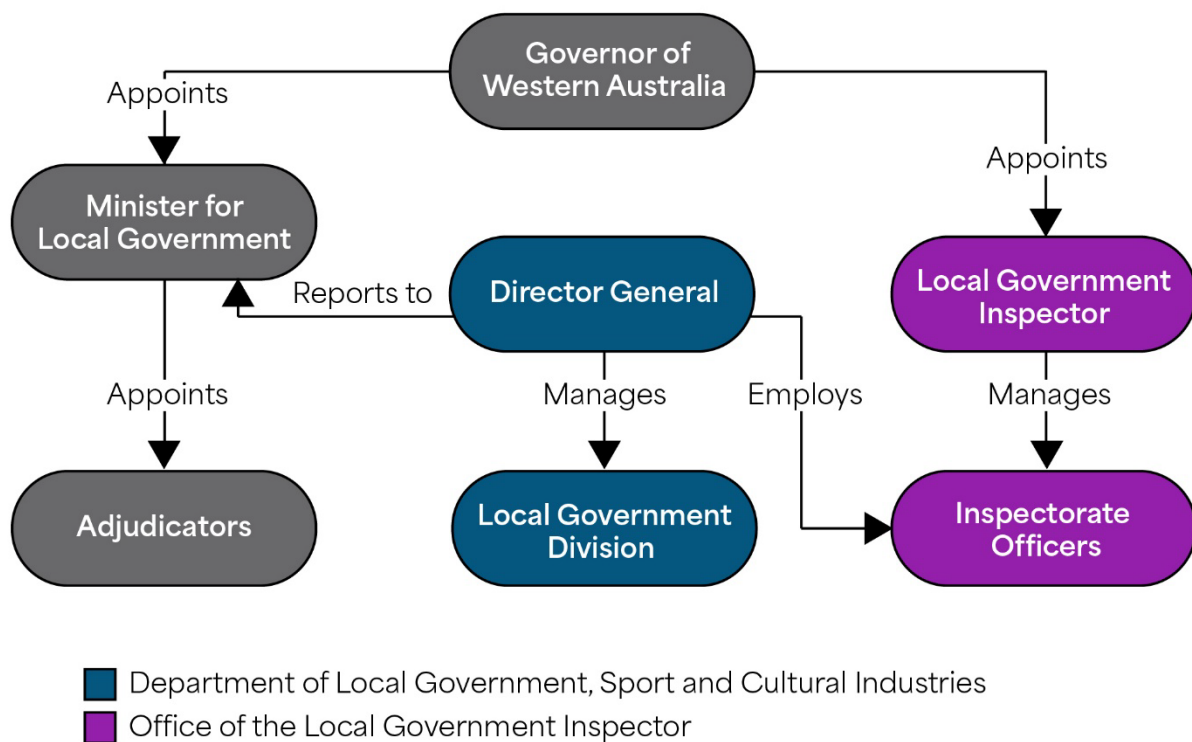 Governor of
Western Australia
Appoints
Appoints
Minister for
Local Government
Reports to
Director General
Local Government
Inspector
Appoints
Manages
Employs
Manages
Adjudicators
Local Government
Division
Inspectorate
Officers
Department of Local Government, Sport and Cultural Industries
Office of the Local Government Inspector